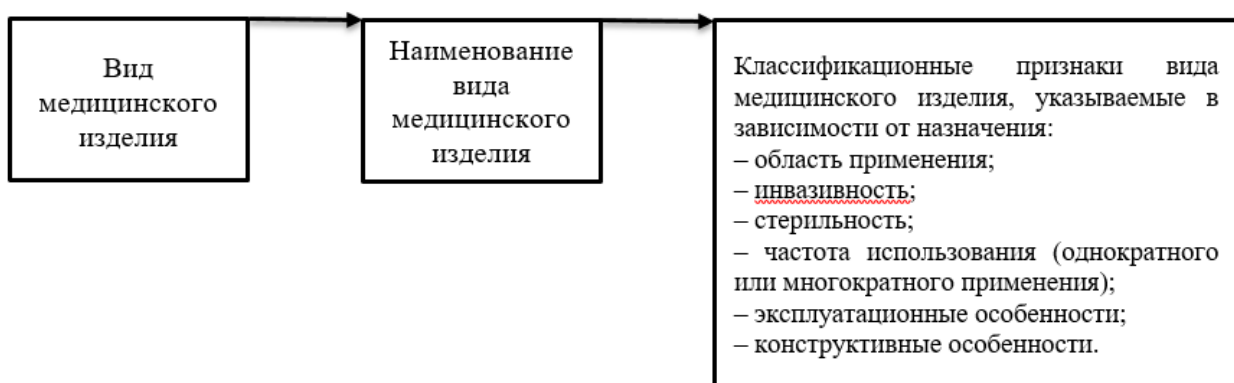 Вид
медицинского
изделия
Наименование
вида
медицинского
изделия
Классификационные признаки вида
медицинского изделия, указываемые в
зависимости от назначения:
– область применения;
– инвазивность;
– стерильность;
– частота использования (однократного
или многократного применения);
– эксплуатационные особенности;
– конструктивные особенности.